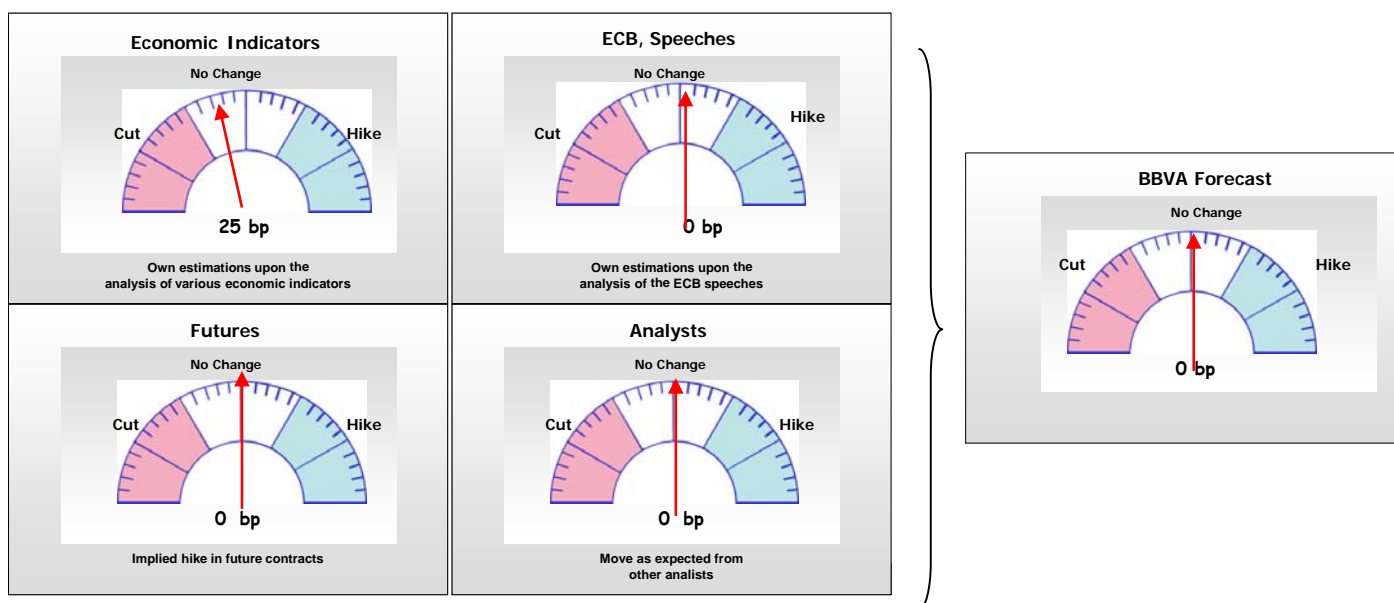 Economic Indicators
No Change
Cut
Hike
25 bp
Own estimations upon the
analysis of various economic indicators
ECB, Speeches
No Change
Cut
Hike
0 bp
Own estimations upon the
analysis of the ECB speeches
Futures
No Change
Cut
Hike
0 bp
Implied hike in future contracts
Analysts
No Change
Cut
Hike
0 bp
Move as expected from
other analists
BBVA Forecast
No Change
Cut
Hike
0 bp